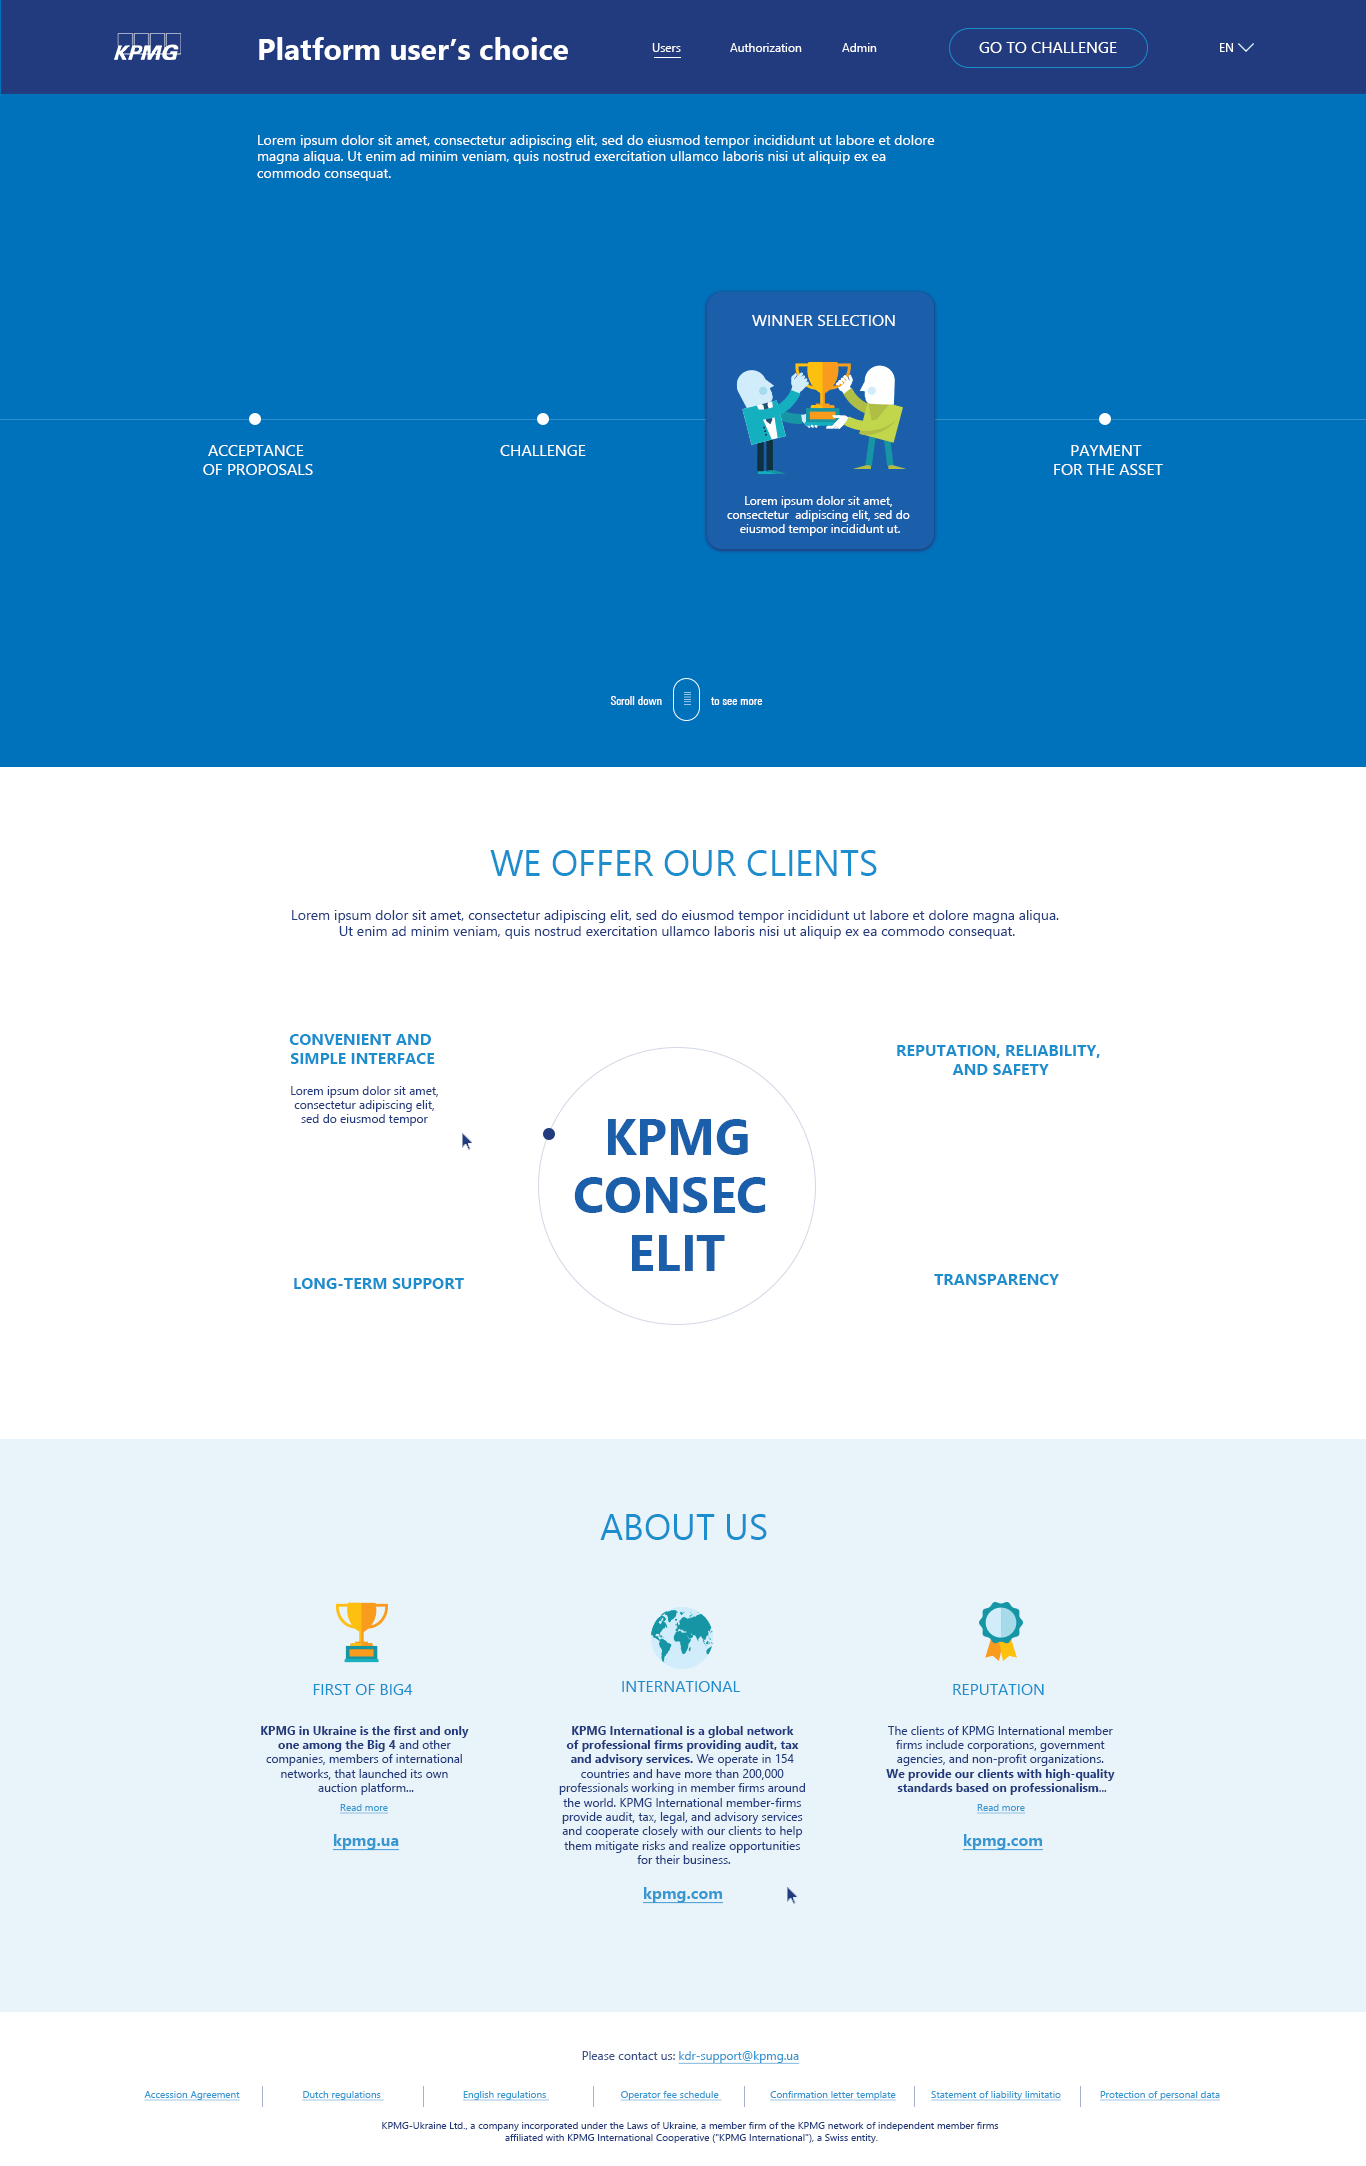 KPMG
Platform user's choice
Users
Authorization
Admin
GO TO CHALLENGE
EN
Lorem ipsum dolor sit amet, consectetur adipiscing elit, sed do eiusmod tempor incididunt ut labore et dolore
magna aliqua. Ut enim ad minim veniam, quis nostrud exercitation ullamco laboris nisi ut aliquip ex ea
commodo consequat.
ACCEPTANCE
OF PROPOSALS
CHALLENGE
WINNER SELECTION
Lorem ipsum dolor sit amet,
consectetur  adipiscing elit, sed do
eiusmod tempor incididunt ut.
PAYMENT
FOR THE ASSET
Scroll down
to see more
WE OFFER OUR CLIENTS
Lorem ipsum dolor sit amet, consectetur adipiscing elit, sed do eiusmod tempor incididunt ut labore et dolore magna aliqua.
Ut enim ad minim veniam, quis nostrud exercitation ullamco laboris nisi ut aliquip ex ea commodo consequat.
CONVENIENT AND
SIMPLE INTERFACE
Lorem ipsum dolor sit amet,
consectetur adipiscing elit,
sed do eiusmod tempor
REPUTATION, RELIABILITY,
AND SAFETY
KPMG
CONSEC
ELIT
LONG-TERM SUPPORT
TRANSPARENCY
ABOUT US
FIRST OF BIG4
KPMG in Ukraine is the first and only
one among the Big 4 and other
companies, members of international
networks, that launched its own
auction platform...
Read more
kpmg.ua
INTERNATIONAL
KPMG International is a global network
of professional firms providing audit, tax
and advisory services. We operate in 154
countries and have more than 200,000
professionals working in member firms around
the world. KPMG International member-firms
provide audit, tax, legal, and advisory services
and cooperate closely with our clients to help
them mitigate risks and realize opportunities
for their business.
kpmg.com
REPUTATION
The clients of KPMG International member
firms include corporations, government
agencies, and non-profit organizations.
We provide our clients with high-quality
standards based on professionalism...
Read more
kpmg.com
Please contact us: kdr-support@kpmg.ua
Accession Agreement
Dutch regulations
English regulations
Operator fee schedule
Confirmation letter template
Statement of liability limitatio
Protection of personal data
KPMG-Ukraine Ltd., a company incorporated under the Laws of Ukraine, a member firm of the KPMG network of independent member firms
affiliated with KPMG International Cooperative ("KPMG International"), a Swiss entity.